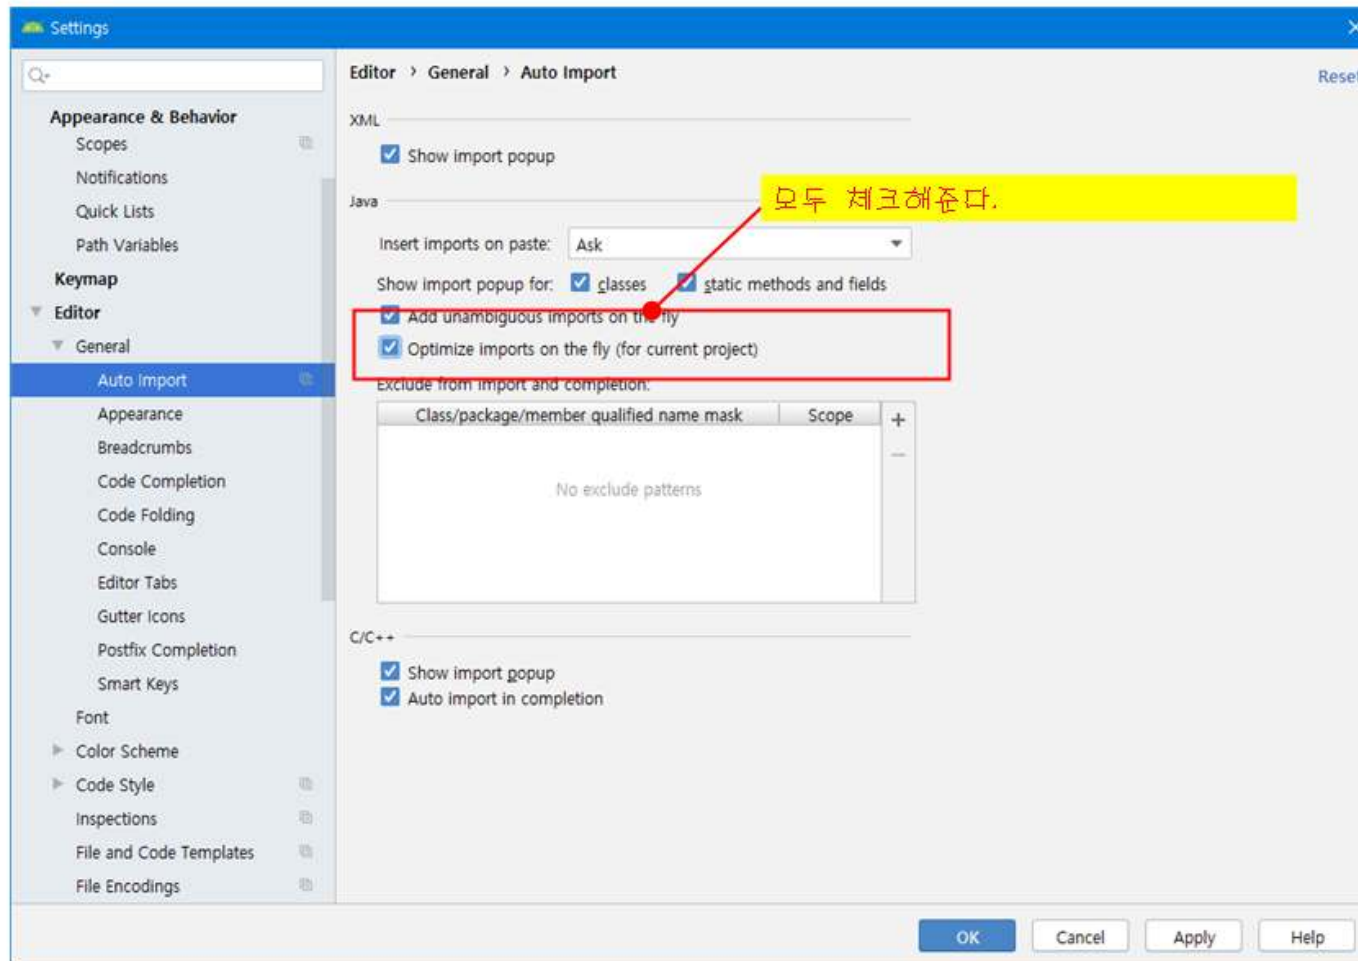 Settings
Editor › General › Auto Import
Reset
Appearance & Behavior
Scopes
Notifications
Quick Lists
Path Variables
Keymap
Editor
General
Auto Import
Appearance
Breadcrumbs
Code Completion
Code Folding
Console
Editor Tabs
Gutter Icons
Postfix Completion
Smart Keys
Font
Color Scheme
Code Style
Inspections
File and Code Templates
File Encodings
XML
Show import popup
모두 체크해준다.
Java
Insert imports on paste: Ask
Show import popup for: classes static methods and fields
Add unambiguous imports on the fly
Optimize imports on the fly (for current project)
Exclude from import and completion:
Class/package/member qualified name mask Scope
No exclude patterns
C/C++
Show import popup
Auto import in completion
OK Cancel Apply Help